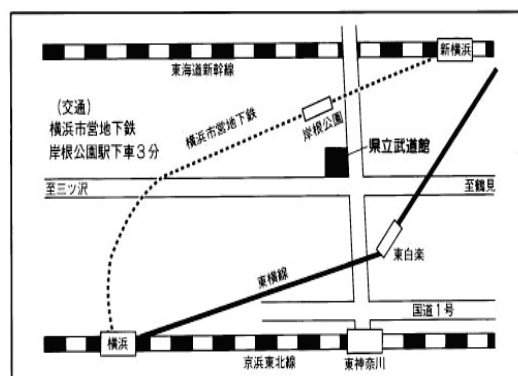 新横浜
東海道新幹線
（交通）
横浜市営地下鉄
岸根公園駅下車３分
横浜市営地下鉄
岸根公園
県立武道館
至三ツ沢
至鶴見
東白楽
東横線
国道１号
横浜
京浜東北線
東神奈川